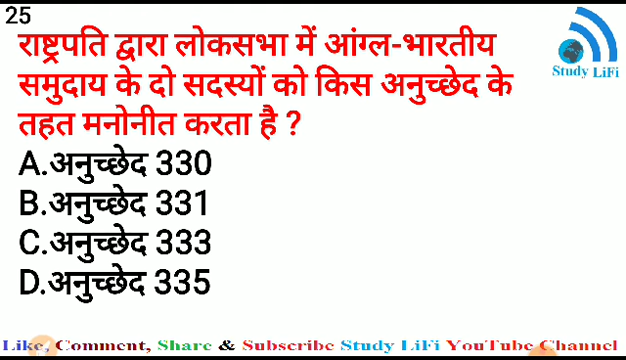 25
राष्ट्रपति द्वारा लोकसभा में आंग्ल-भारतीय
समुदाय के दो सदस्यों को किस अनुच्छेद के
तहत मनोनीत करता है ?
A.अनुच्छेद 330
B.अनुच्छेद 331
C.अनुच्छेद 333
D.अनुच्छेद 335
Study LiFi
Like, Comment, Share & Subscribe Study LiFi YouTube Channel